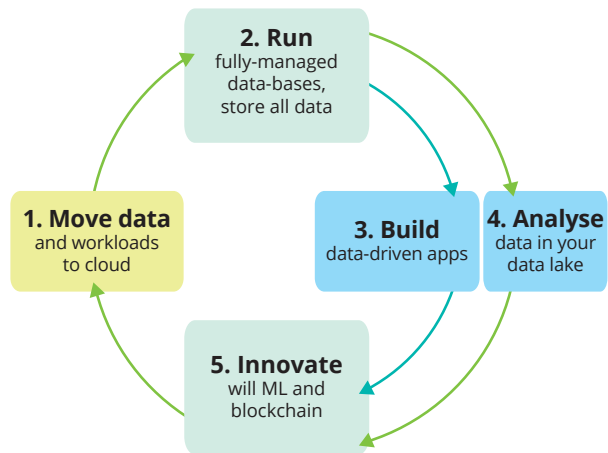 2. Run
fully-managed
data-bases,
store all data
1. Move data
and workloads
to cloud
3. Build
data-driven apps
4. Analyse
data in your
data lake
5. Innovate
will ML and
blockchain